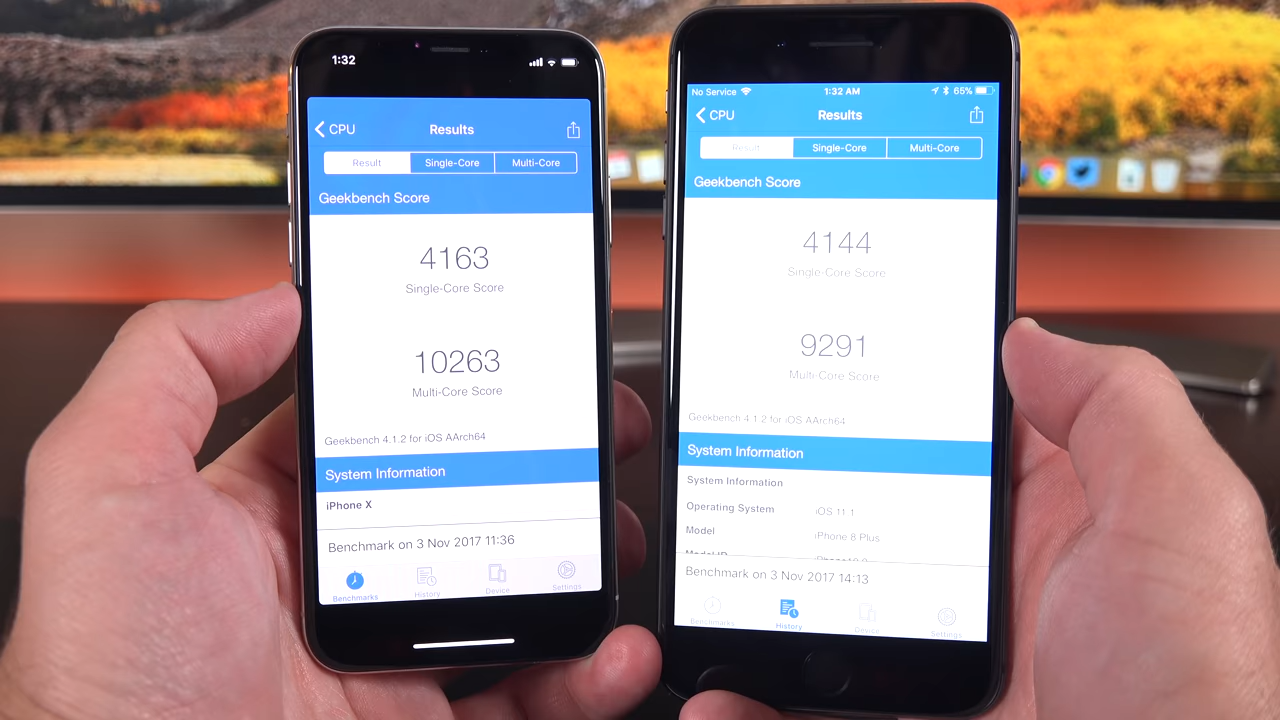 1:32
CPU
Results
Result
Single-Core
Multi-Core
Geekbench Score
4163
Single-Core Score
10263
Multi-Core Score
Geekbench 4.1.2 for iOS AArch64
System Information
iPhone X
Benchmark on 3 Nov 2017 11:36
Benchmarks
History
Device
Settings
No Service
1:32 AM
65%
CPU
Results
Result
Single-Core
Multi-Core
Geekbench Score
4144
Single-Core Score
9291
Multi-Core Score
Geekbench 4.1.2 for iOS AArch64
System Information
System Information
Operating System iOS 11.1
Model iPhone 8 Plus
Model ID
Benchmark on 3 Nov 2017 14:13
Benchmarks
History
Device
Settings